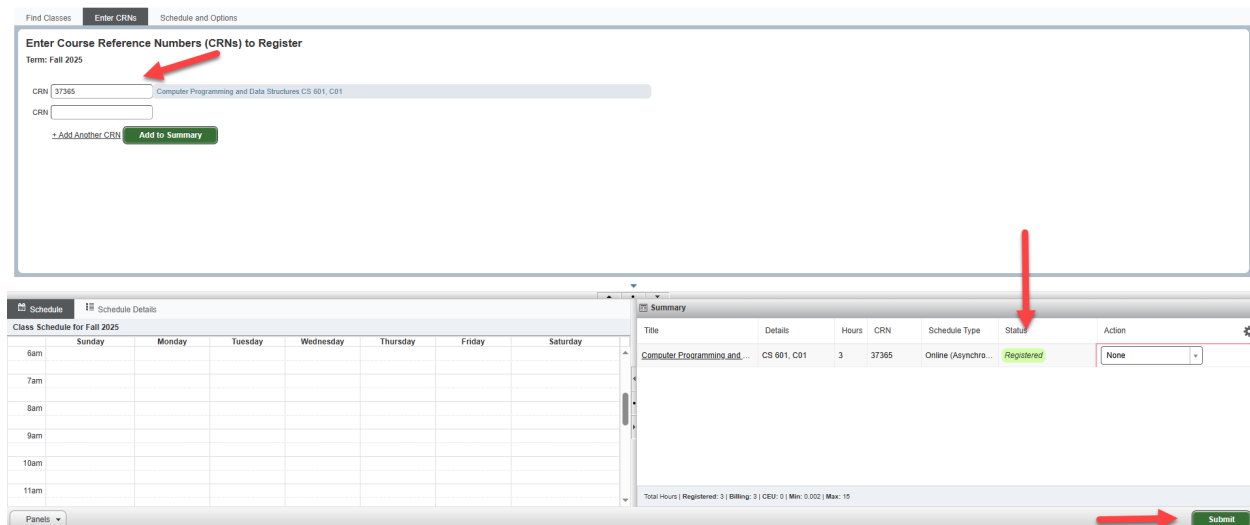 Find Classes Enter CRNs Schedule and Options
Enter Course Reference Numbers (CRNs) to Register
Term: Fall 2025
CRN 37365 Computer Programming and Data Structures CS 601, C01
CRN
+ Add Another CRN Add to Summary
Schedule Schedule Details
Class Schedule for Fall 2025
Sunday Monday Tuesday Wednesday Thursday Friday Saturday
6am
7am
8am
9am
10am
11am
Summary
Title Details Hours CRN Schedule Type Status Action
Computer Programming and ... CS 601, C01 3 37365 Online (Asynchro... Registered None
Total Hours | Registered: 3 | Billing: 3 | CEU: 0 | Min: 0.002 | Max: 15
Panels Submit